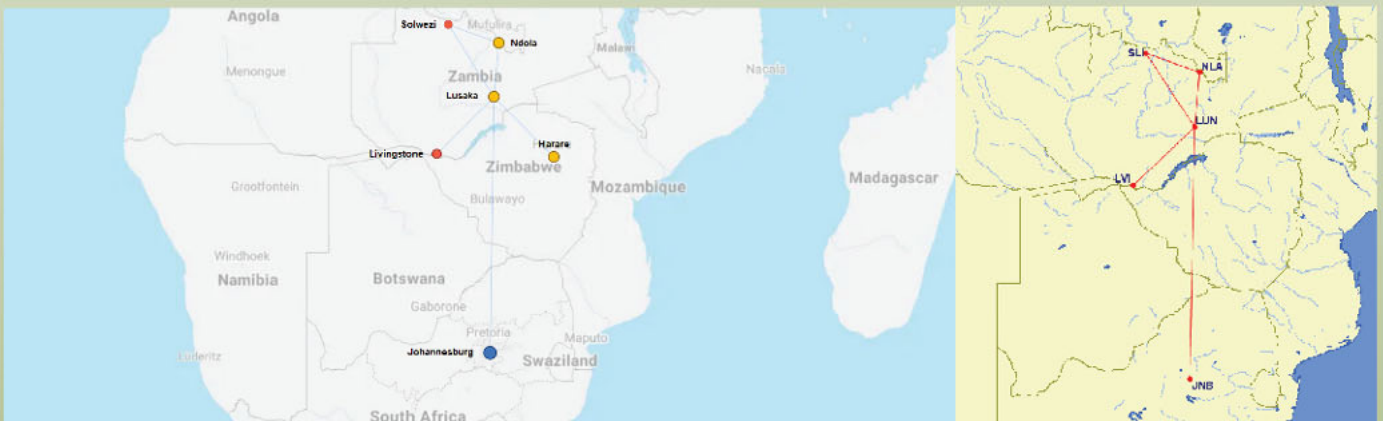 Angola
Solwezi
Mufulira
Ndola
Malawi
Menongue
Zambia
Nacala
Lusaka
Harare
Livingstone
Zimbabwe
Grootfontein
Mozambique
Madagascar
Bulawayo
Windhoek
Namibia
Botswana
Gaborone
Pretoria
Maputo
Johannesburg
Swaziland
Luderitz
South Africa
SLI
NLA
LUN
LVI
JNB